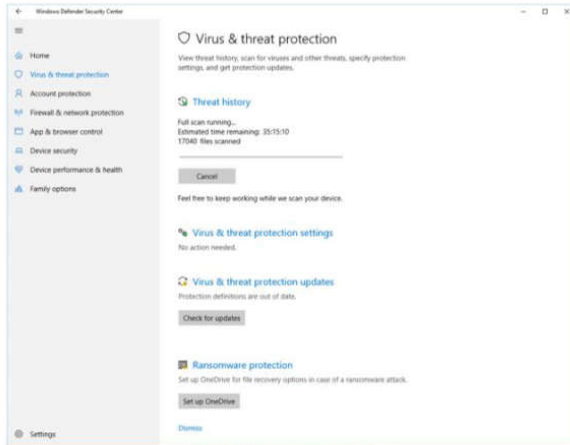 Windows Defender Security Center
Home
Virus & threat protection
Account protection
Firewall & network protection
App & browser control
Device security
Device performance & health
Family options
Settings
Virus & threat protection
View threat history, scan for viruses and other threats, specify protection
settings, and get protection updates.
Threat history
Full scan running...
Estimated time remaining: 35:15:10
17040 files scanned
Cancel
Feel free to keep working while we scan your device.
Virus & threat protection settings
No action needed.
Virus & threat protection updates
Protection definitions are out of date.
Check for updates
Ransomware protection
Set up OneDrive for file recovery options in case of a ransomware attack.
Set up OneDrive
Dismiss